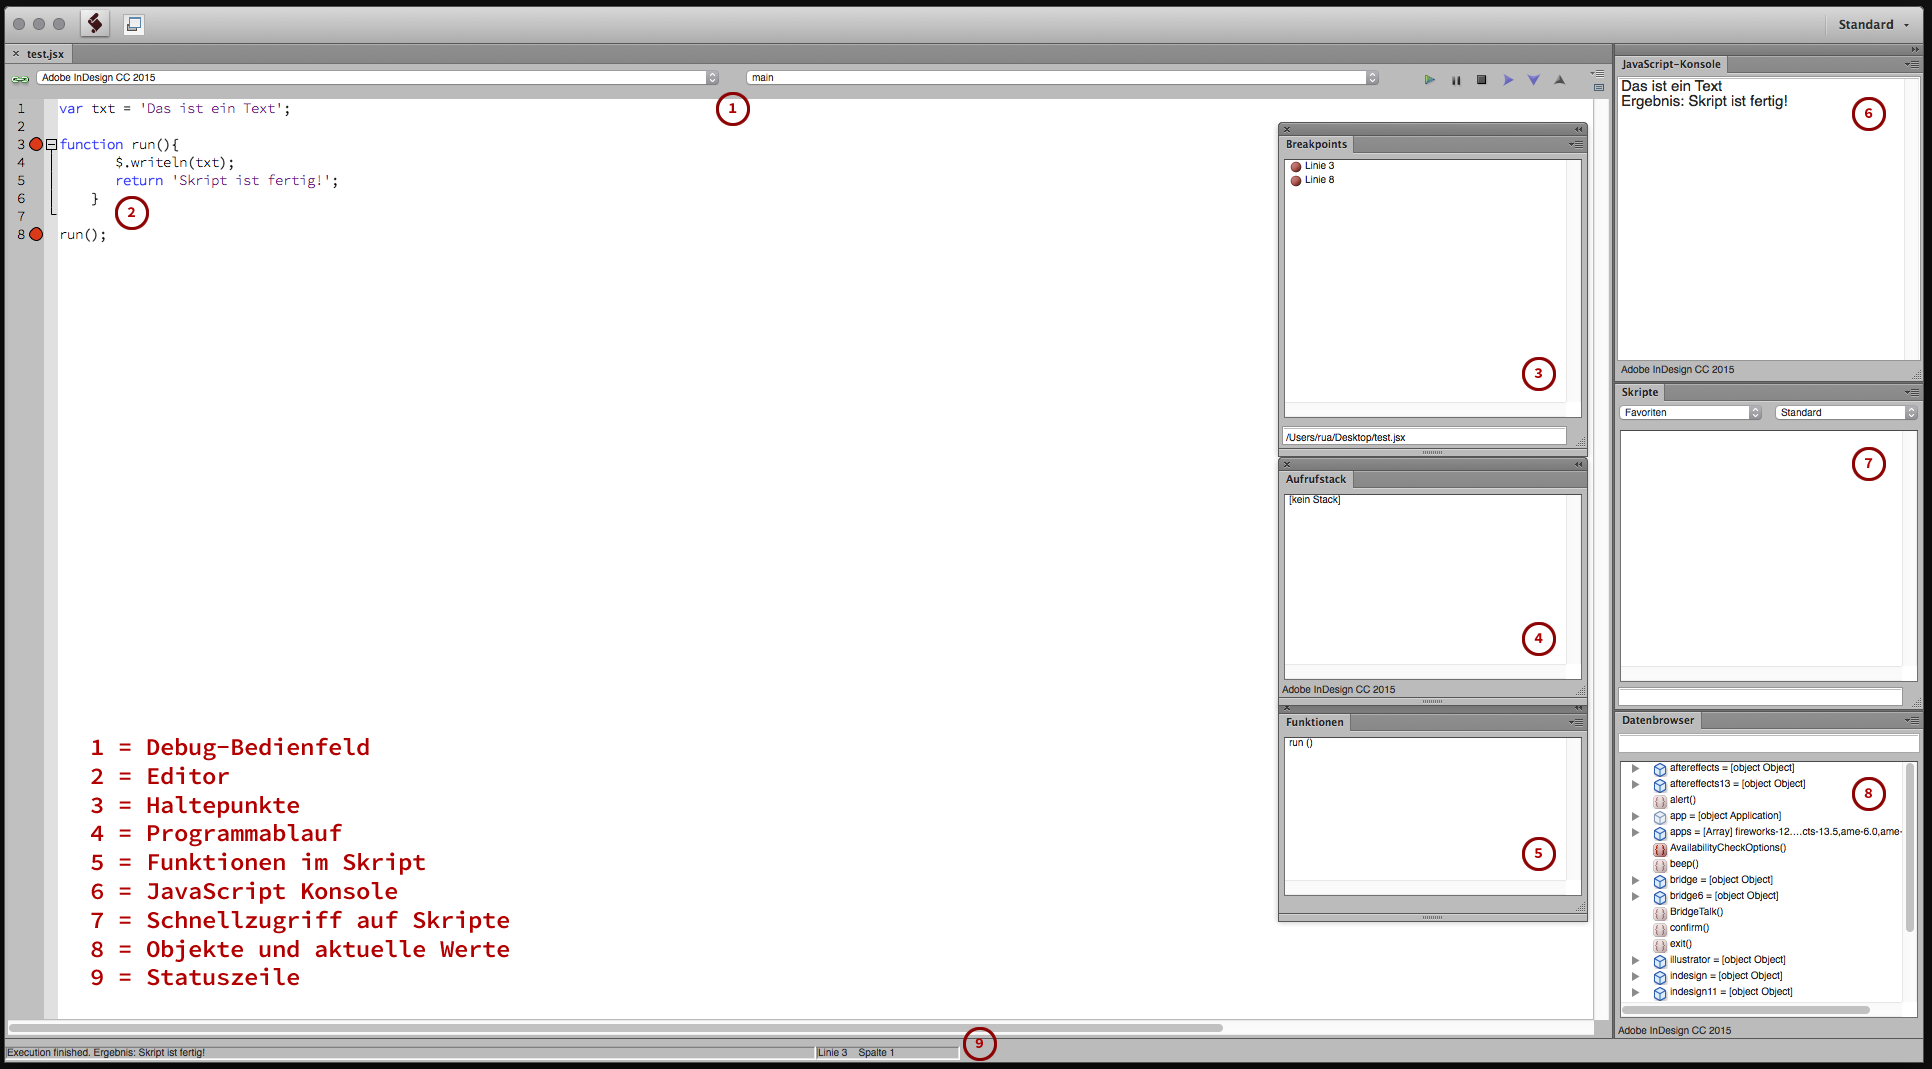 Standard
test.jsx
Adobe InDesign CC 2015
main
1
1 var txt = 'Das ist ein Text';
2
3 function run(){
4 $.writeln(txt);
5 return 'Skript ist fertig!';
6 }
7
8 run();
2
Breakpoints
Linie 3
Linie 8
3
/Users/rua/Desktop/test.jsx
Aufrufstack
[kein Stack]
4
Adobe InDesign CC 2015
Funktionen
run ()
5
JavaScript-Konsole
Das ist ein Text
Ergebnis: Skript ist fertig!
6
Adobe InDesign CC 2015
Skripte
Favoriten
Standard
7
Datenbrowser
aftereffects = [object Object]
aftereffects13 = [object Object]
8
alert()
app = [object Application]
apps = [Array] fireworks-12....cts-13.5,ame-6.0,ame-
AvailabilityCheckOptions()
beep()
bridge = [object Object]
bridge6 = [object Object]
BridgeTalk()
confirm()
exit()
illustrator = [object Object]
indesign = [object Object]
indesign11 = [object Object]
Adobe InDesign CC 2015
1 = Debug-Bedienfeld
2 = Editor
3 = Haltepunkte
4 = Programmablauf
5 = Funktionen im Skript
6 = JavaScript Konsole
7 = Schnellzugriff auf Skripte
8 = Objekte und aktuelle Werte
9 = Statuszeile
Execution finished. Ergebnis: Skript ist fertig!
Linie 3 Spalte 1
9